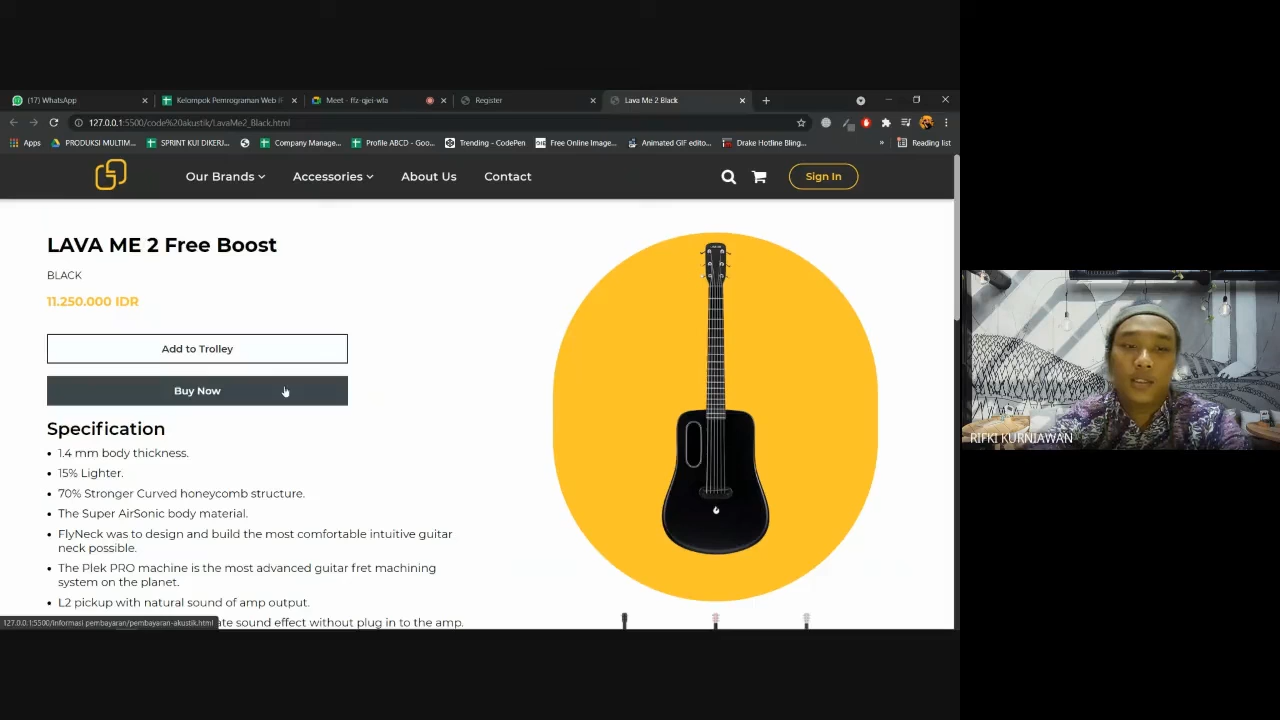 (17) WhatsApp
Kelompok Pemrograman Web IF
Meet - ffz-qjei-wla
Register
Lava Me 2 Black
127.0.0.1:5500/code%20akustik/LavaMe2_Black.html
Apps
PRODUKSI MULTIM...
SPRINT KUI DIKERJ...
Company Manage...
Profile ABCD - Goo...
Trending - CodePen
Free Online Image...
Animated GIF edito...
Drake Hotline Bling...
»
Reading list
Our Brands
Accessories
About Us
Contact
Sign In
LAVA ME 2 Free Boost
BLACK
11.250.000 IDR
Add to Trolley
Buy Now
Specification
• 1.4 mm body thickness.
• 15% Lighter.
• 70% Stronger Curved honeycomb structure.
• The Super AirSonic body material.
• FlyNeck was to design and build the most comfortable intuitive guitar
neck possible.
• The Plek PRO machine is the most advanced guitar fret machining
system on the planet.
• L2 pickup with natural sound of amp output.
ate sound effect without plug in to the amp.
127.0.0.1:5500/Informasi pembayaran/pembayaran-akustik.html
RIFKI KURNIAWAN